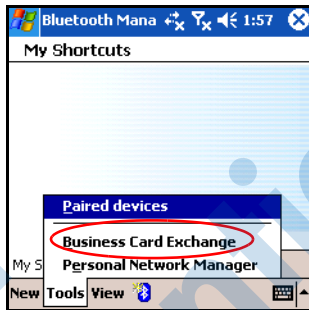 Bluetooth Mana 1:57
My Shortcuts
Paired devices
Business Card Exchange
My S Personal Network Manager
New Tools View